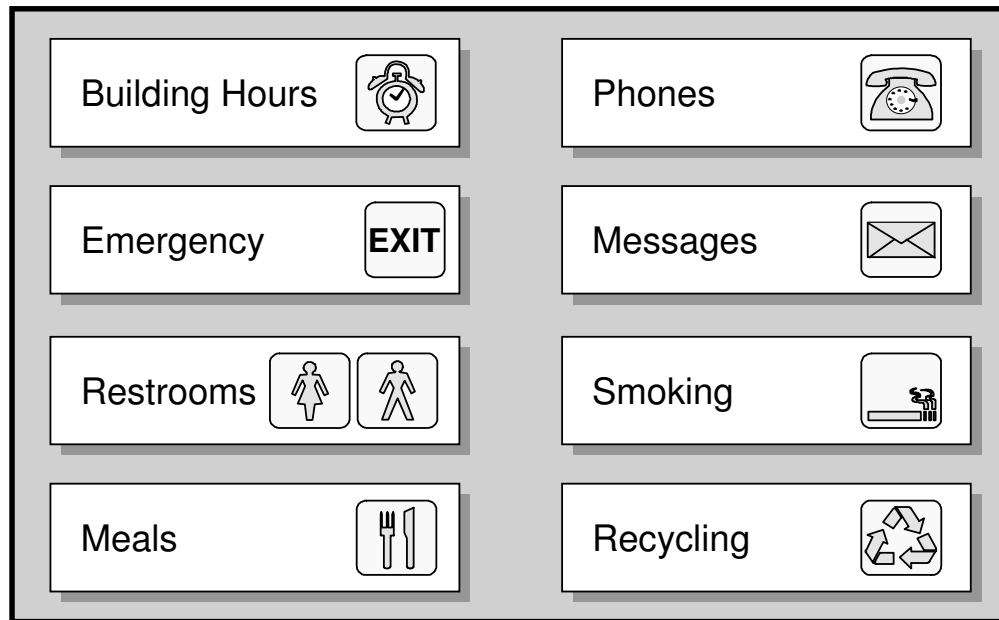 Building Hours
Phones
Emergency
EXIT
Messages
Restrooms
Smoking
Meals
Recycling